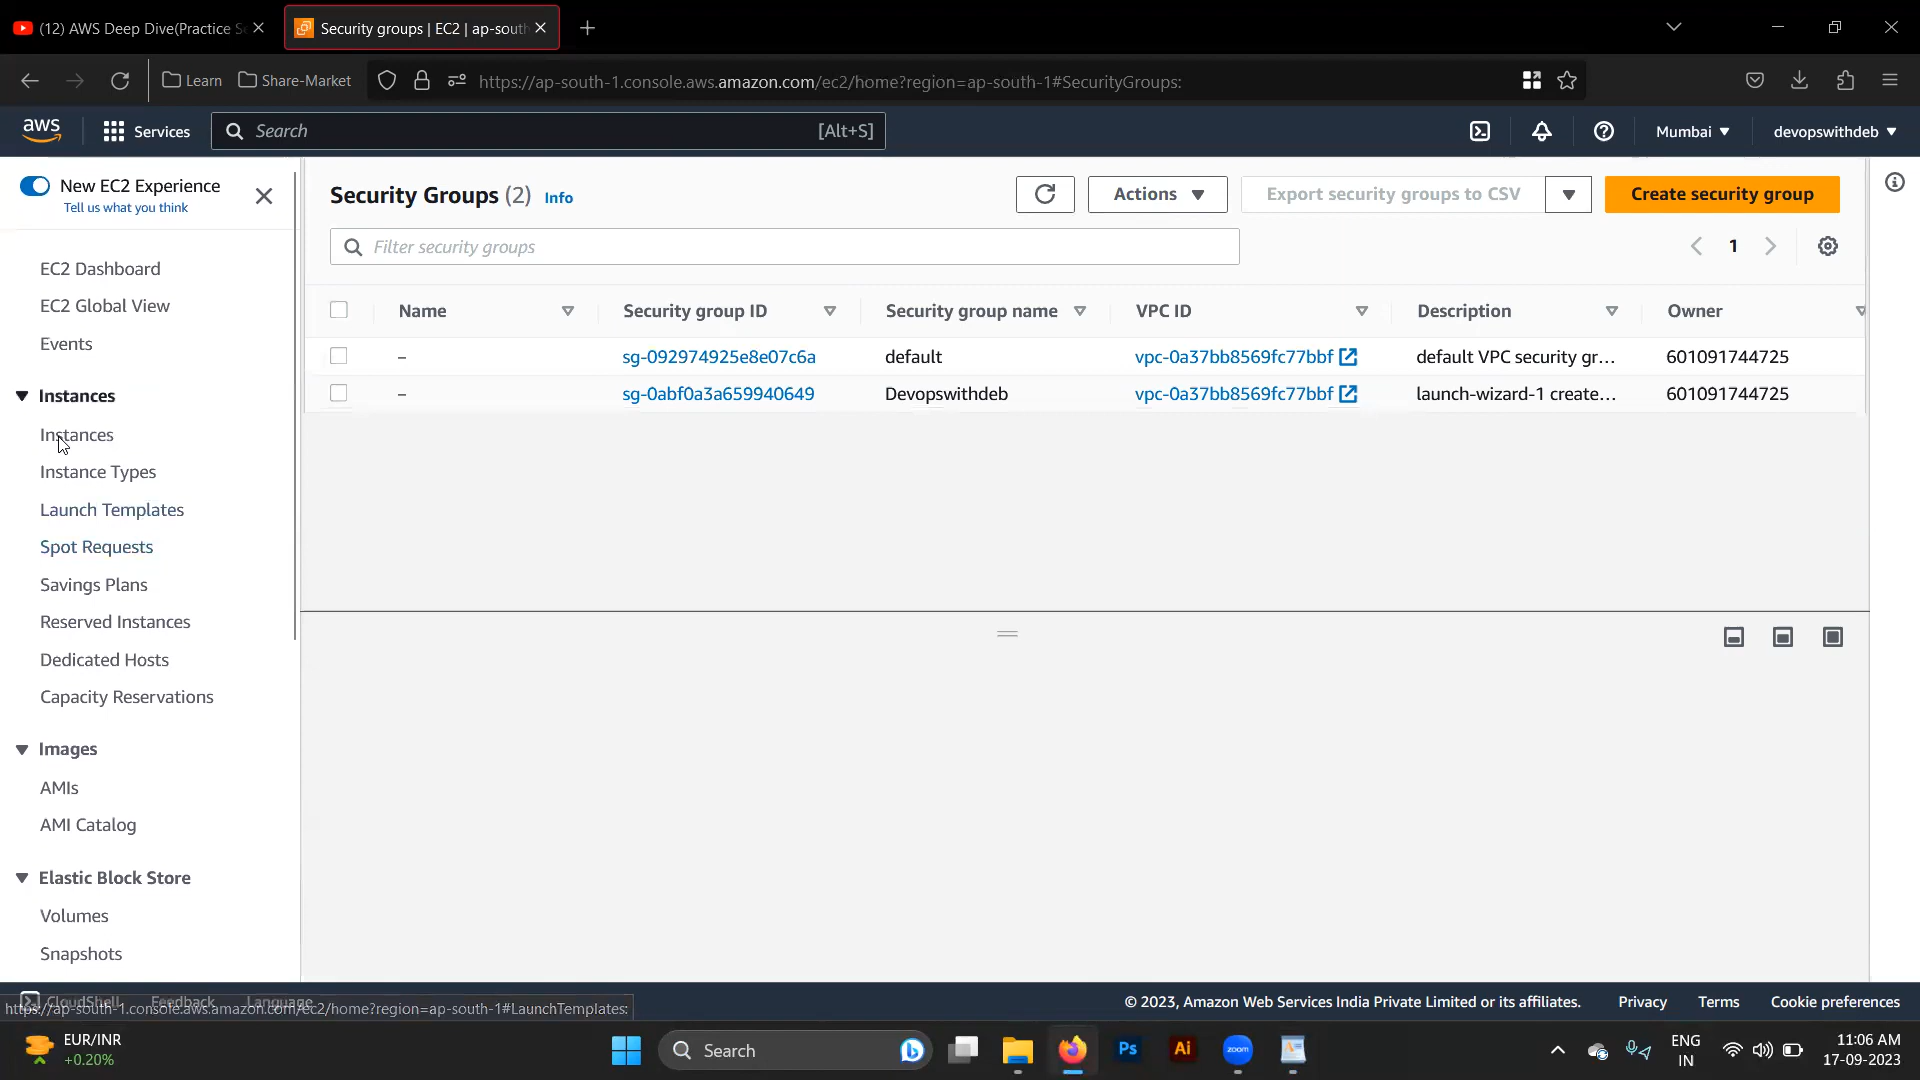 (12) AWS Deep Dive(Practice Se
Security groups | EC2 | ap-south
Learn
Share-Market
https://ap-south-1.console.aws.amazon.com/ec2/home?region=ap-south-1#SecurityGroups:
aws
Services
Search
[Alt+S]
Mumbai
devopswithdeb
New EC2 Experience
Tell us what you think
EC2 Dashboard
EC2 Global View
Events
Instances
Instances
Instance Types
Launch Templates
Spot Requests
Savings Plans
Reserved Instances
Dedicated Hosts
Capacity Reservations
Images
AMIs
AMI Catalog
Elastic Block Store
Volumes
Snapshots
Security Groups (2) Info
Actions
Export security groups to CSV
Create security group
Filter security groups
1
Name Security group ID Security group name VPC ID Description Owner
– sg-092974925e8e07c6a default vpc-0a37bb8569fc77bbf default VPC security gr... 601091744725
– sg-0abf0a3a659940649 Devopswithdeb vpc-0a37bb8569fc77bbf launch-wizard-1 create... 601091744725
CloudShell Feedback Language
https://ap-south-1.console.aws.amazon.com/ec2/home?region=ap-south-1#LaunchTemplates:
© 2023, Amazon Web Services India Private Limited or its affiliates.
Privacy
Terms
Cookie preferences
EUR/INR
+0.20%
Search
Ps
Ai
zoom
ENG
IN
11:06 AM
17-09-2023